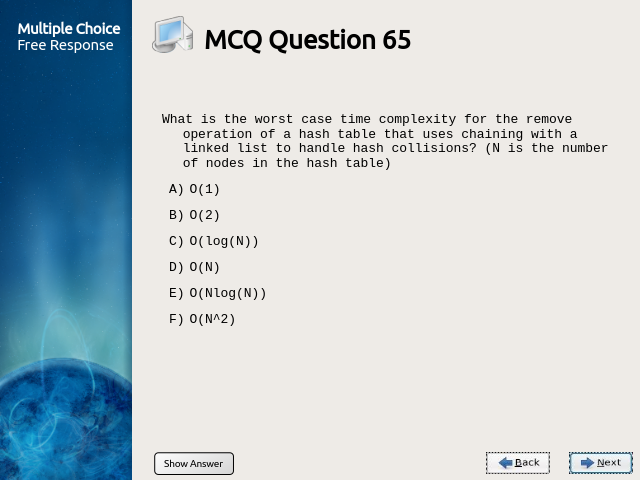 Multiple Choice
Free Response
MCQ Question 65
What is the worst case time complexity for the remove
operation of a hash table that uses chaining with a
linked list to handle hash collisions? (N is the number
of nodes in the hash table)
A) O(1)
B) O(2)
C) O(log(N))
D) O(N)
E) O(Nlog(N))
F) O(N^2)
Show Answer
Back
Next